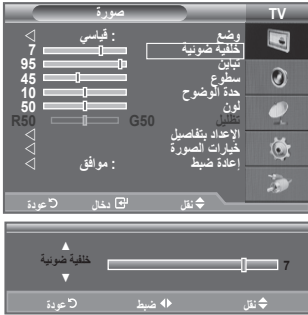 صورة TV
وضع : قياسي
خلفية ضوئية 7
تباين 95
سطوع 45
حدة الوضوح 10
لون 50
تظليل G50 R50
الإعداد بتفاصيل
خيارات الصورة
إعادة ضبط : موافق
نقل دخال عودة
خلفية ضوئية 7
نقل ضبط عودة